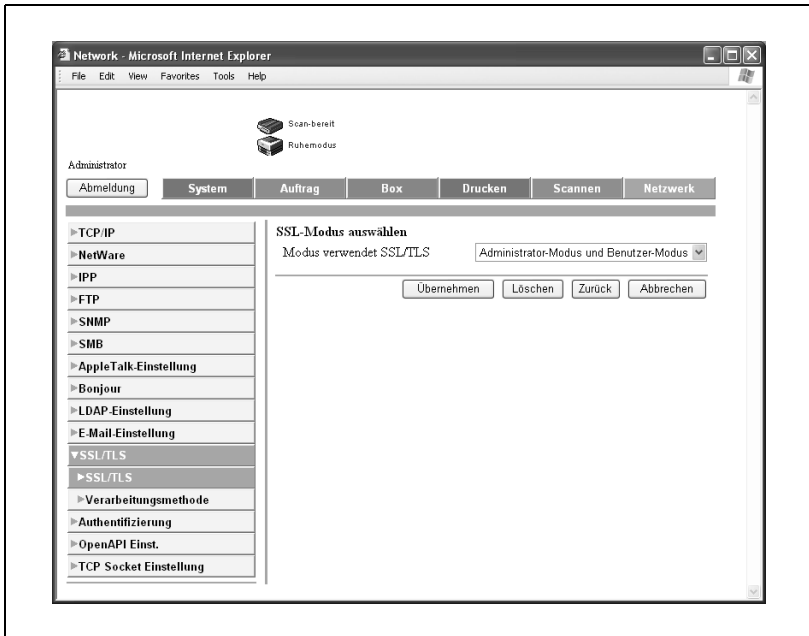 Network - Microsoft Internet Explorer
File Edit View Favorites Tools Help
Scan-bereit
Ruhemodus
Administrator
Abmeldung System Auftrag Box Drucken Scannen Netzwerk
TCP/IP
NetWare
IPP
FTP
SNMP
SMB
AppleTalk-Einstellung
Bonjour
LDAP-Einstellung
E-Mail-Einstellung
SSL/TLS
SSL/TLS
Verarbeitungsmethode
Authentifizierung
OpenAPI Einst.
TCP Socket Einstellung
SSL-Modus auswählen
Modus verwendet SSL/TLS Administrator-Modus und Benutzer-Modus
Übernehmen Löschen Zurück Abbrechen